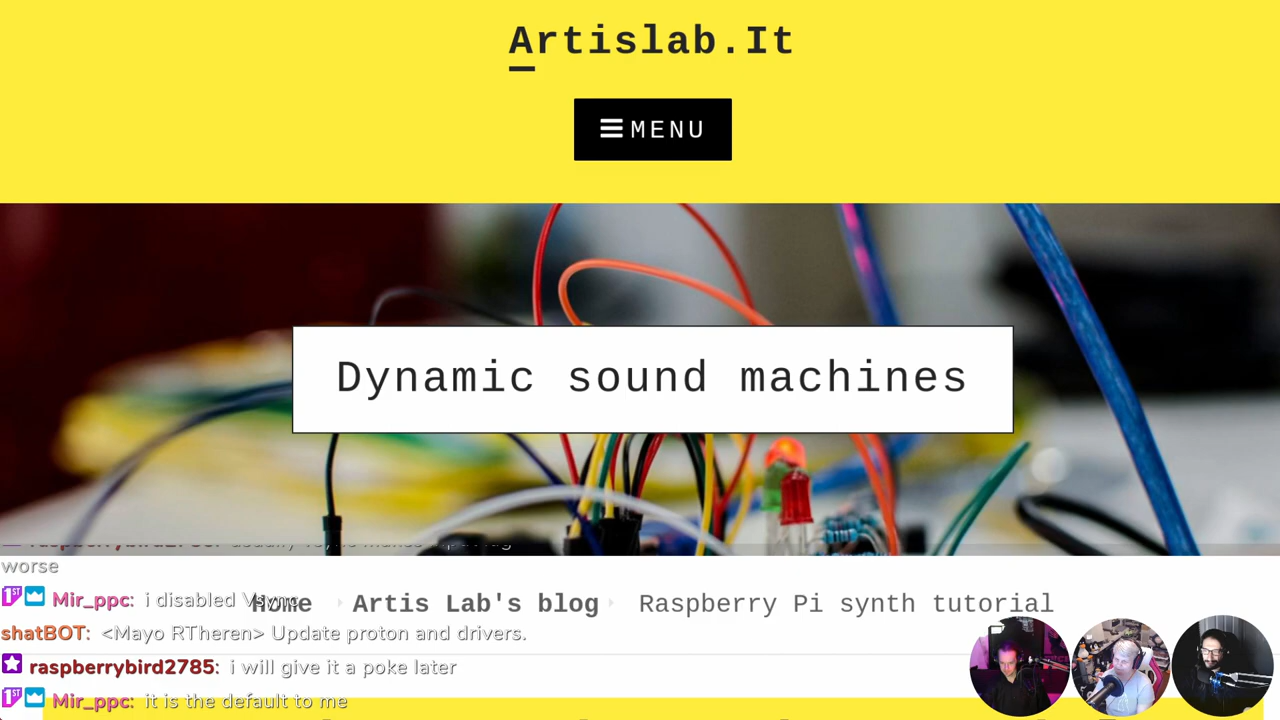 Artislab.It
MENU
Dynamic sound machines
worse
Home Artis Lab's blog Raspberry Pi synth tutorial
Mir_ppc: i disabled Vsync
shatBOT: <Mayo RTheren> Update proton and drivers.
raspberrybird2785: i will give it a poke later
Mir_ppc: it is the default to me